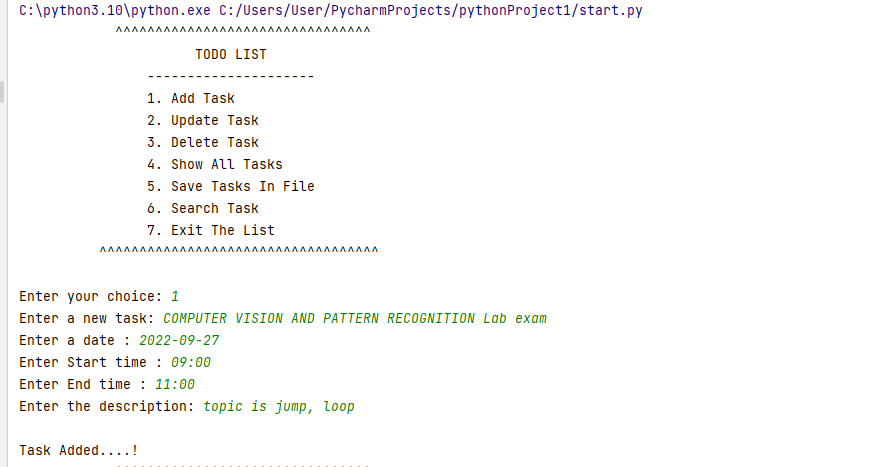 C:\python3.10\python.exe C:/Users/User/PycharmProjects/pythonProject1/start.py
^^^^^^^^^^^^^^^^^^^^^^^^^^^^^^^^
TODO LIST
---------------------
1. Add Task
2. Update Task
3. Delete Task
4. Show All Tasks
5. Save Tasks In File
6. Search Task
7. Exit The List
^^^^^^^^^^^^^^^^^^^^^^^^^^^^^^^^^^^
Enter your choice: 1
Enter a new task: COMPUTER VISION AND PATTERN RECOGNITION Lab exam
Enter a date : 2022-09-27
Enter Start time : 09:00
Enter End time : 11:00
Enter the description: topic is jump, loop
Task Added....!